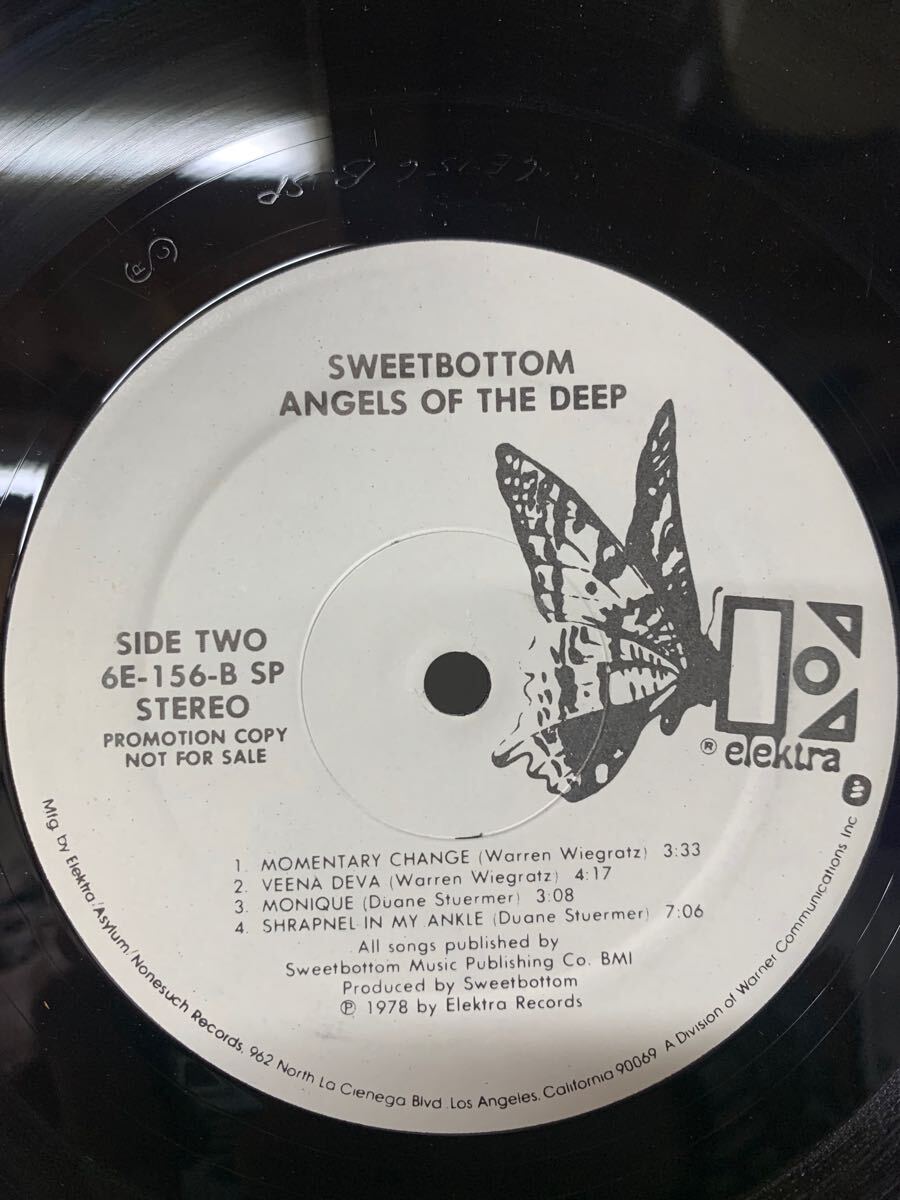 6E 156 B SP
SWEETBOTTOM
ANGELS OF THE DEEP
SIDE TWO
6E-156-B SP
STEREO
PROMOTION COPY
NOT FOR SALE
® elektra
1. MOMENTARY CHANGE (Warren Wiegratz) 3:33
2. VEENA DEVA (Warren Wiegratz) 4:17
3. MONIQUE (Duane Stuermer) 3:08
4. SHRAPNEL IN MY ANKLE (Duane Stuermer) 7:06
All songs published by
Sweetbottom Music Publishing Co. BMI
Produced by Sweetbottom
℗ 1978 by Elektra Records
Mfg. by Elektra/Asylum/Nonesuch Records, 962 North La Cienega Blvd. Los Angeles, California 90069 A Division of Warner Communications Inc